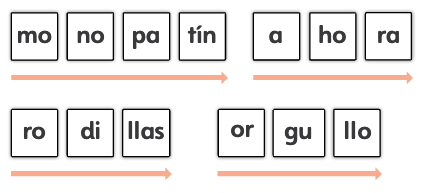 mo no pa tín a ho ra
ro di llas or gu llo